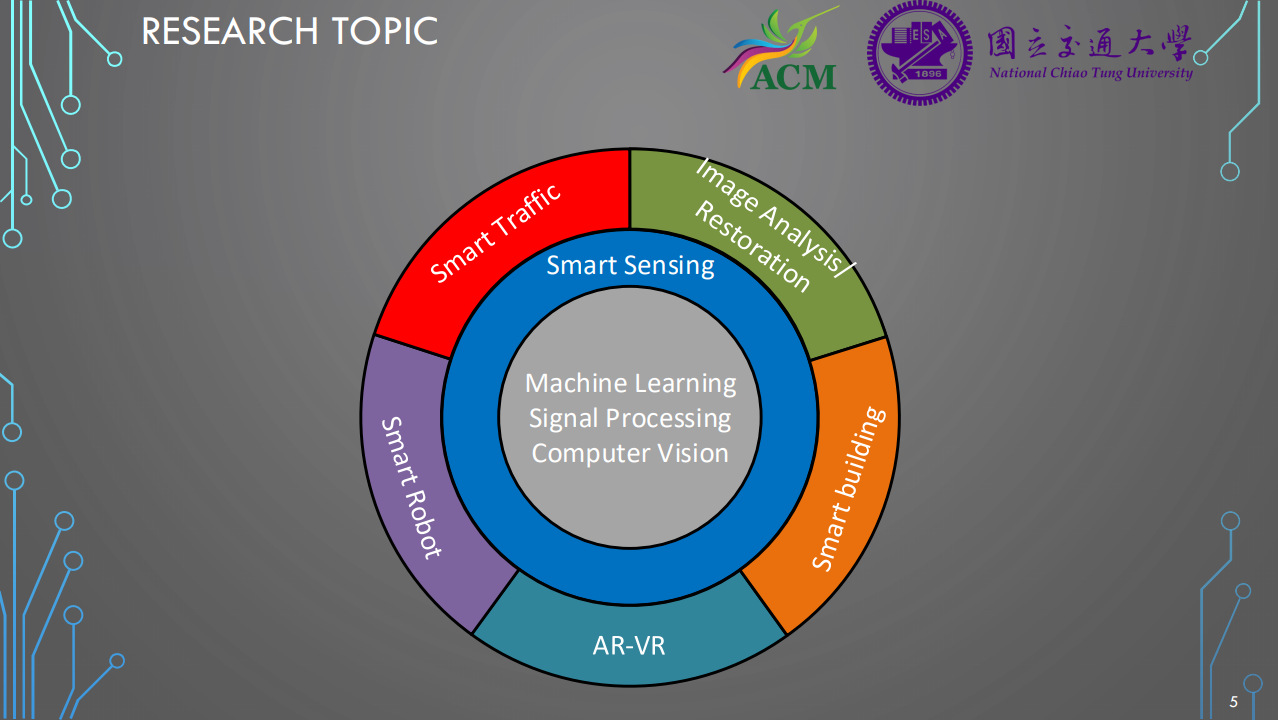 RESEARCH TOPIC
ACM
ESA
1896
國立交通大學
National Chiao Tung University
Smart Traffic
Image Analysis/
Restoration
Smart Sensing
Machine Learning
Signal Processing
Computer Vision
Smart Robot
Smart building
AR-VR
5